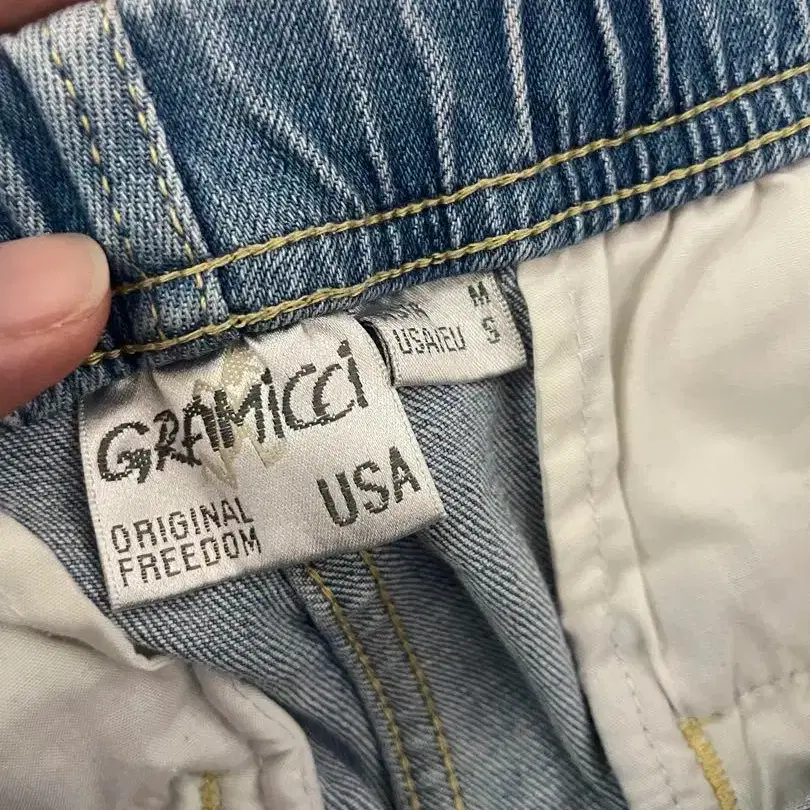 GRAMICCI
USA
ORIGINAL
FREEDOM
M
USA/EU S